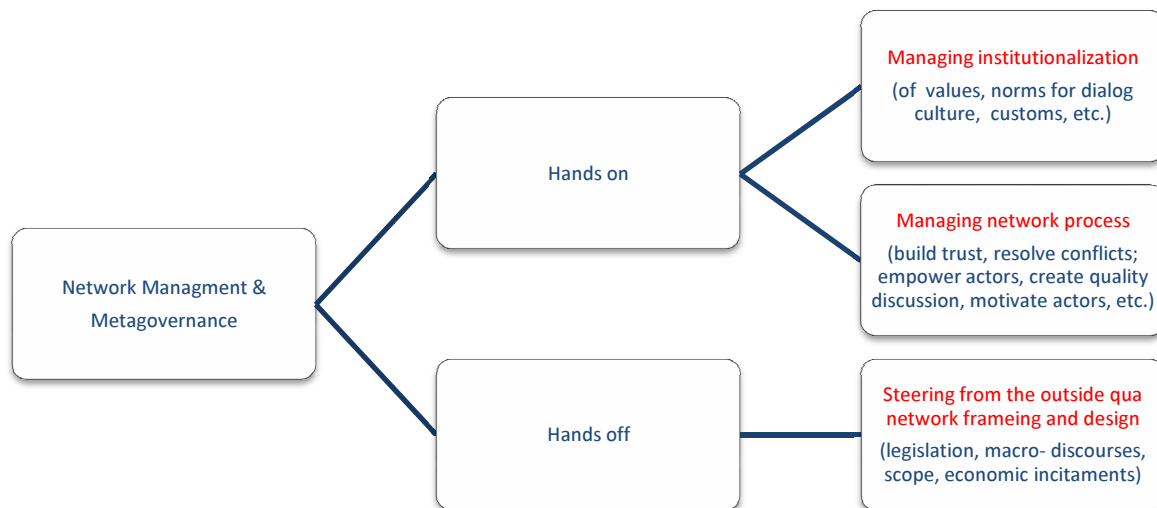 Network Managment &
Metagovernance
Hands on
Hands off
Managing institutionalization
(of values, norms for dialog
culture, customs, etc.)
Managing network process
(build trust, resolve conflicts;
empower actors, create quality
discussion, motivate actors, etc.)
Steering from the outside qua
network frameing and design
(legislation, macro- discourses,
scope, economic incitaments)